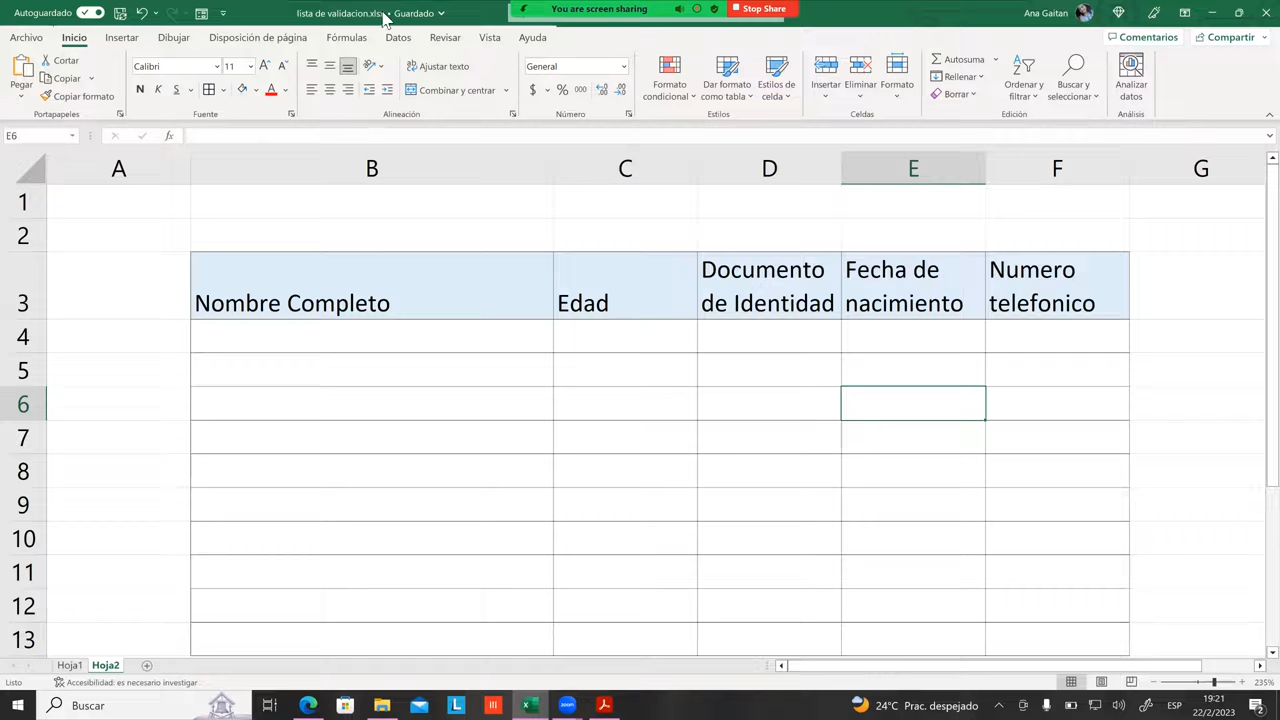 Autoguardado
lista de validacion.xlsx • Guardado
You are screen sharing
Stop Share
Ana Gaitan
Archivo Inicio Insertar Dibujar Disposición de página Fórmulas Datos Revisar Vista Ayuda
Comentarios
Compartir
Pegar
Cortar
Copiar
Copiar formato
Portapapeles
Calibri
11
N K S
Fuente
Ajustar texto
Combinar y centrar
Alineación
General
$ % 000
Número
Formato
condicional
Dar formato
como tabla
Estilos de
celda
Estilos
Insertar
Eliminar
Formato
Celdas
Autosuma
Rellenar
Borrar
Ordenar y
filtrar
Buscar y
seleccionar
Edición
Analizar
datos
Análisis
E6
fx
A B C D E F G
1
2
3
Nombre Completo
Edad
Documento
de Identidad
Fecha de
nacimiento
Numero
telefonico
4
5
6
7
8
9
10
11
12
13
Hoja1 Hoja2
Listo
Accesibilidad: es necesario investigar
235%
Buscar
24°C Prac. despejado
ESP
19:21
22/2/2023